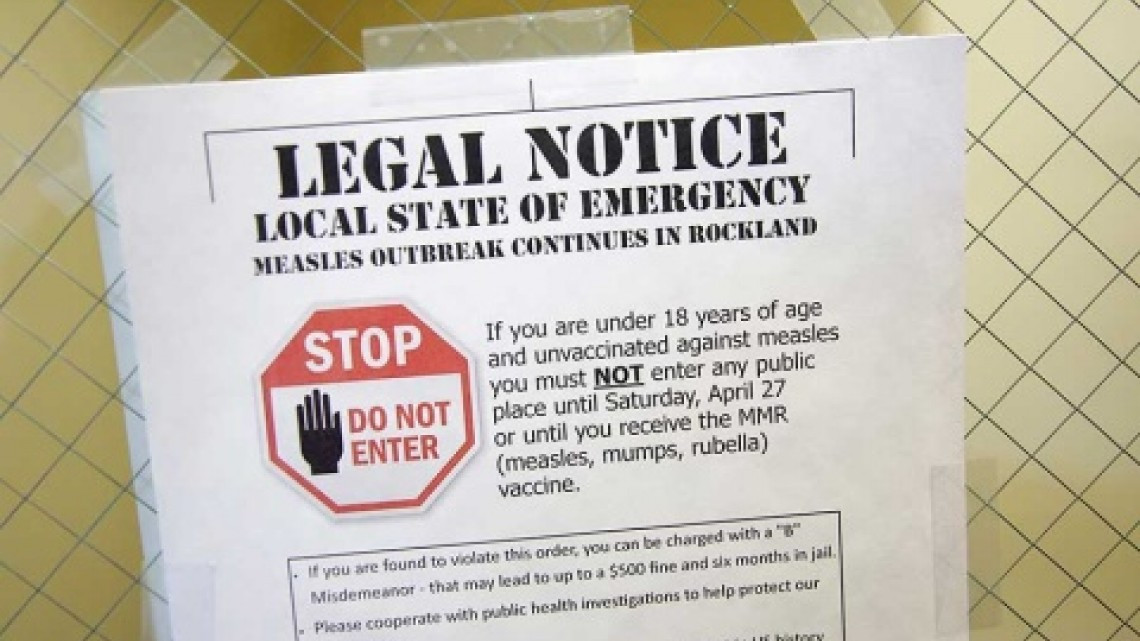 LEGAL NOTICE
LOCAL STATE OF EMERGENCY
MEASLES OUTBREAK CONTINUES IN ROCKLAND
STOP
DO NOT
ENTER
If you are under 18 years of age
and unvaccinated against measles
you must NOT enter any public
place until Saturday, April 27
or until you receive the MMR
(measles, mumps, rubella)
vaccine.
· If you are found to violate this order, you can be charged with a "B"
Misdemeanor - that may lead to up to a $500 fine and six months in jail.
· Please cooperate with public health investigations to help protect our
US history